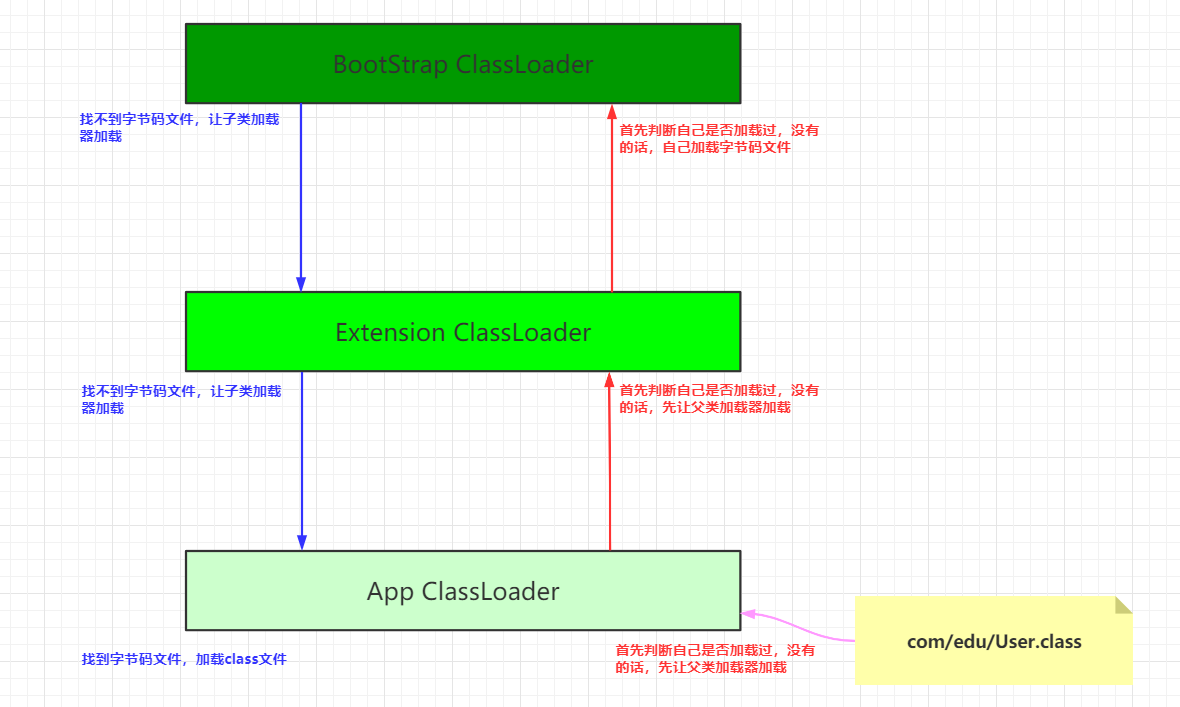 BootStrap ClassLoader
找不到字节码文件，让子类加载
器加载
首先判断自己是否加载过，没有
的话，自己加载字节码文件
Extension ClassLoader
找不到字节码文件，让子类加载
器加载
首先判断自己是否加载过，没有
的话，先让父类加载器加载
App ClassLoader
com/edu/User.class
找到字节码文件，加载class文件
首先判断自己是否加载过，没有
的话，先让父类加载器加载